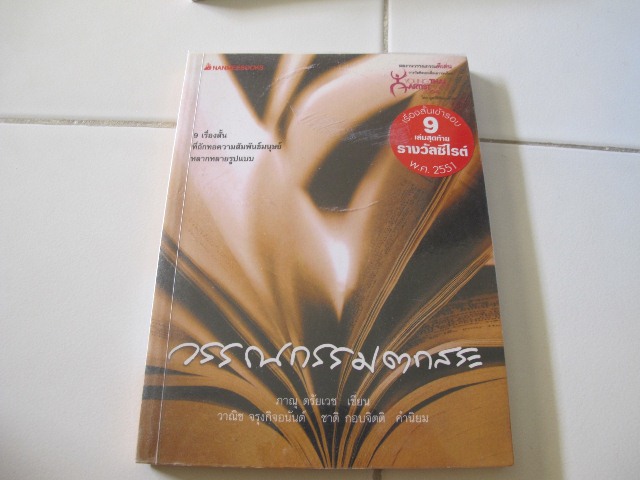 NANMEEBOOKS
9 เรื่องสั้น
ที่ถักทอความสัมพันธ์มนุษย์
หลากหลายรูปแบบ
เรื่องสั้นเข้ารอบ
9
เล่มสุดท้าย
รางวัลซีไรต์
พ.ศ. 2551
วรรณกรรมตกสระ
ภาณุ ตรัยเวช เขียน
วาณิช จรุงกิจอนันต์ ชาติ กอบจิตติ คำนิยม